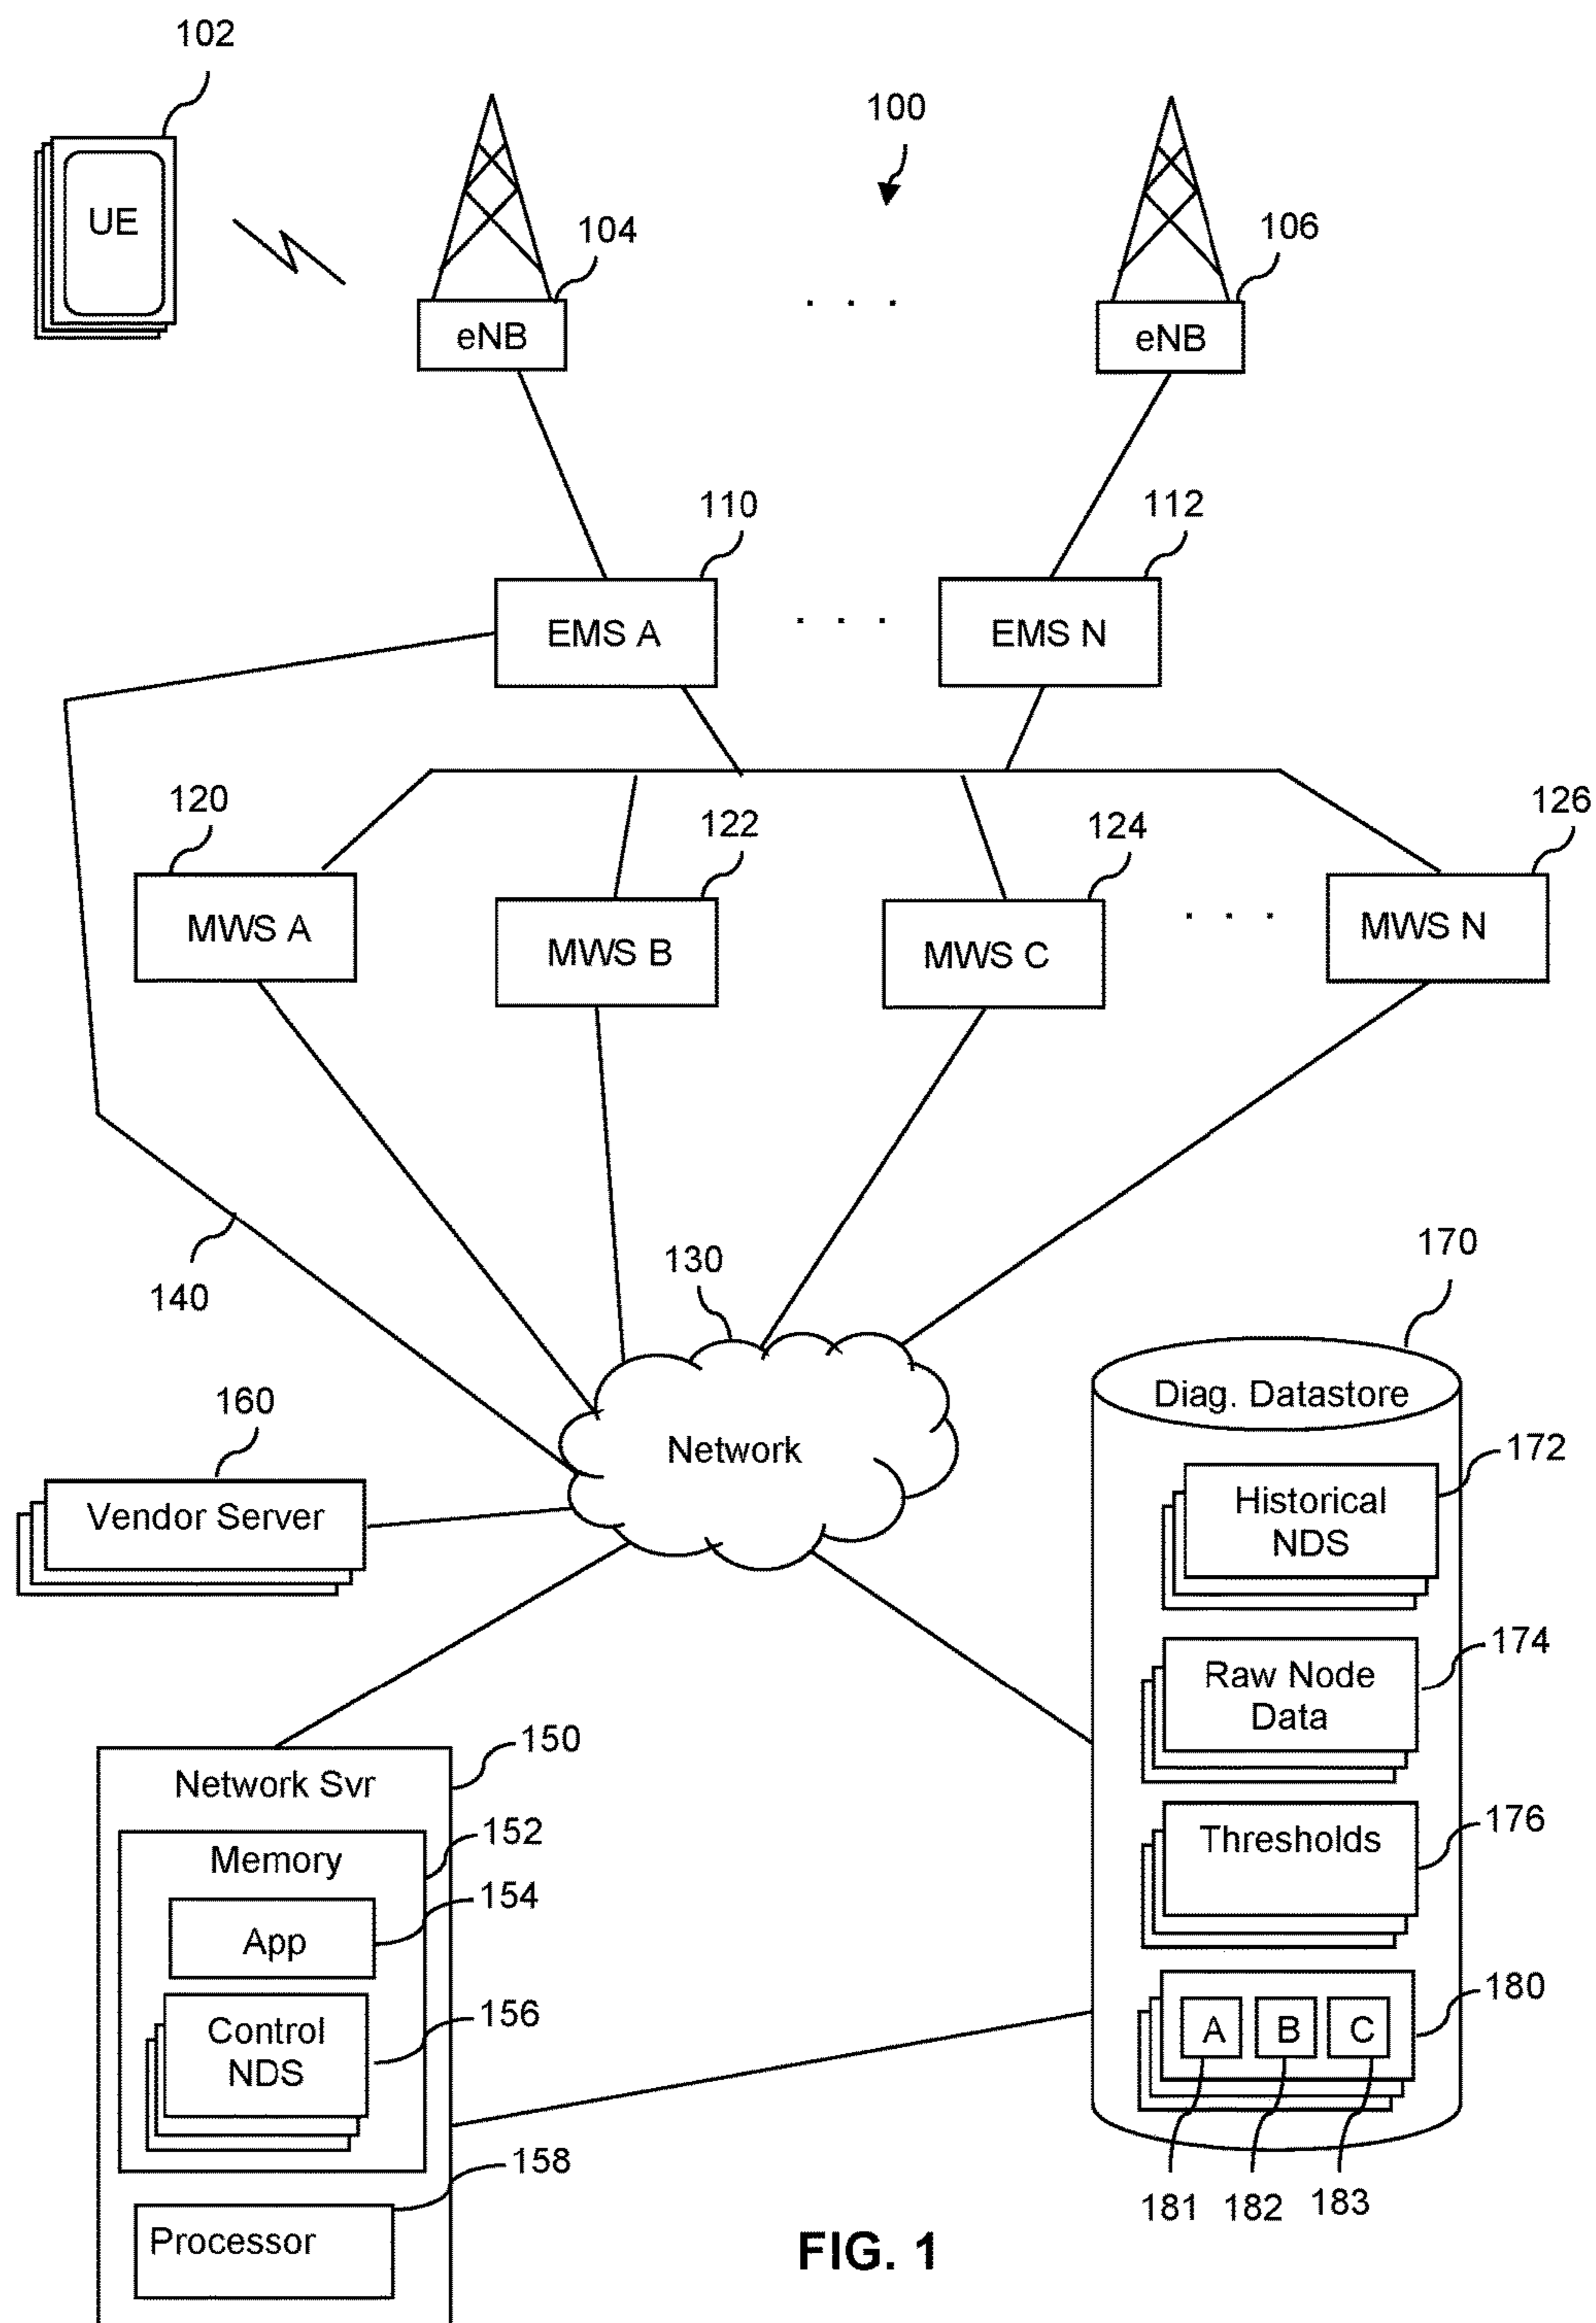 102
100
UE
104
106
eNB
. . .
eNB
110
112
EMS A
. . .
EMS N
120
122
124
126
MWS A
MWS B
MWS C
. . .
MWS N
140
130
170
Network
Diag. Datastore
160
Vendor Server
172
Historical
NDS
174
Raw Node
Data
176
Thresholds
180
A B C
181 182 183
150
Network Svr
152
Memory
154
App
156
Control
NDS
158
Processor
FIG. 1